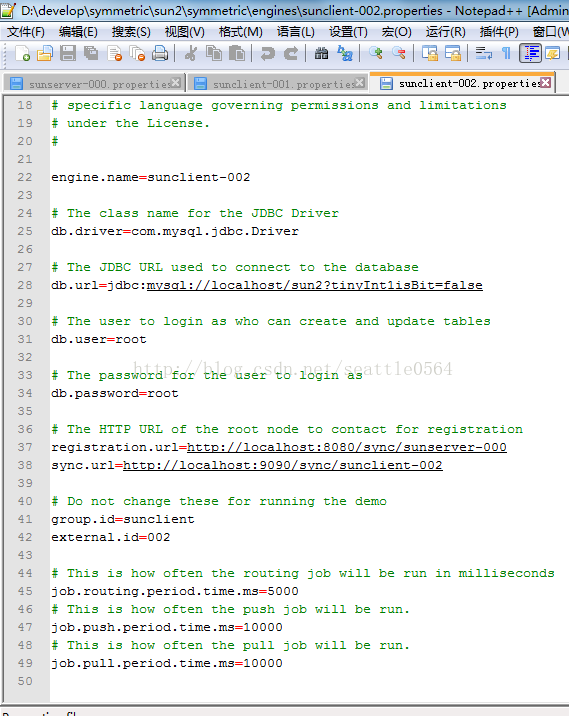 D:\develop\symmetric\sun2\symmetric\engines\sunclient-002.properties - Notepad++ [Admin
文件(F) 编辑(E) 搜索(S) 视图(V) 格式(M) 语言(L) 设置(T) 宏(O) 运行(R) 插件(P) 窗口(W
sunserver-000.properties sunclient-001.properties sunclient-002.properties
18 # specific language governing permissions and limitations
19 # under the License.
20 #
21
22 engine.name=sunclient-002
23
24 # The class name for the JDBC Driver
25 db.driver=com.mysql.jdbc.Driver
26
27 # The JDBC URL used to connect to the database
28 db.url=jdbc:mysql://localhost/sun2?tinyInt1isBit=false
29
30 # The user to login as who can create and update tables
31 db.user=root
32
http://blog.csdn.net/seattle0564
33 # The password for the user to login as
34 db.password=root
35
36 # The HTTP URL of the root node to contact for registration
37 registration.url=http://localhost:8080/sync/sunserver-000
38 sync.url=http://localhost:9090/sync/sunclient-002
39
40 # Do not change these for running the demo
41 group.id=sunclient
42 external.id=002
43
44 # This is how often the routing job will be run in milliseconds
45 job.routing.period.time.ms=5000
46 # This is how often the push job will be run.
47 job.push.period.time.ms=10000
48 # This is how often the pull job will be run.
49 job.pull.period.time.ms=10000
50